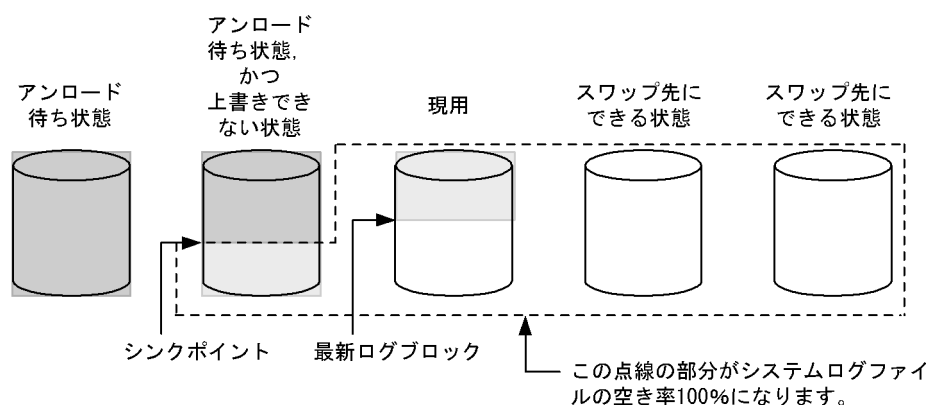 アンロード
待ち状態
アンロード
待ち状態，
かつ
上書きでき
ない状態
現用
スワップ先に
できる状態
スワップ先に
できる状態
シンクポイント
最新ログブロック
この点線の部分がシステムログファイ
ルの空き率100%になります。